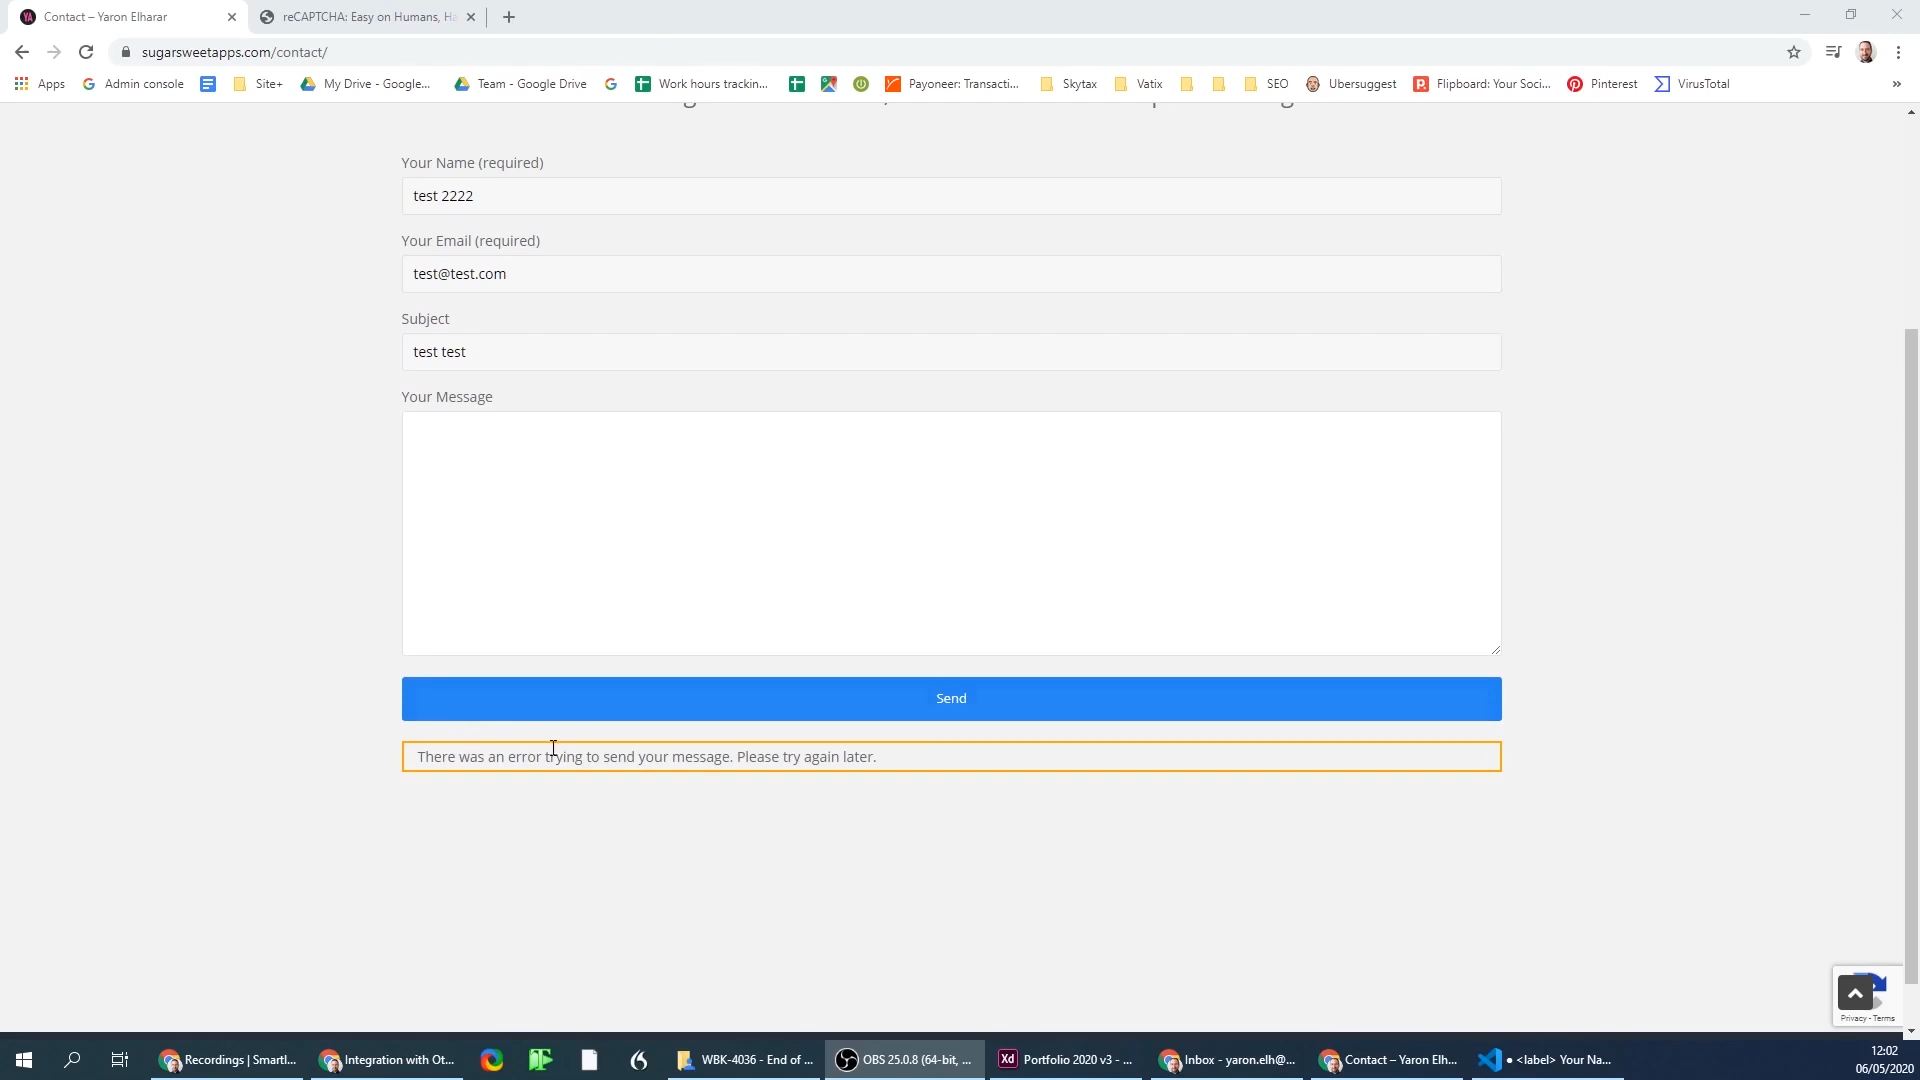 Contact – Yaron Elharar
reCAPTCHA: Easy on Humans, Ha
sugarsweetapps.com/contact/
Apps
Admin console
Site+
My Drive - Google...
Team - Google Drive
Work hours trackin...
Payoneer: Transacti...
Skytax
Vatix
SEO
Ubersuggest
Flipboard: Your Soci...
Pinterest
VirusTotal
»
Your Name (required)
test 2222
Your Email (required)
test@test.com
Subject
test test
Your Message
Send
There was an error trying to send your message. Please try again later.
Privacy - Terms
Recordings | Smartl...
Integration with Ot...
WBK-4036 - End of ...
OBS 25.0.8 (64-bit, ...
Xd
Portfolio 2020 v3 - ...
Inbox - yaron.elh@...
Contact – Yaron Elh...
● <label> Your Na...
12:02
06/05/2020